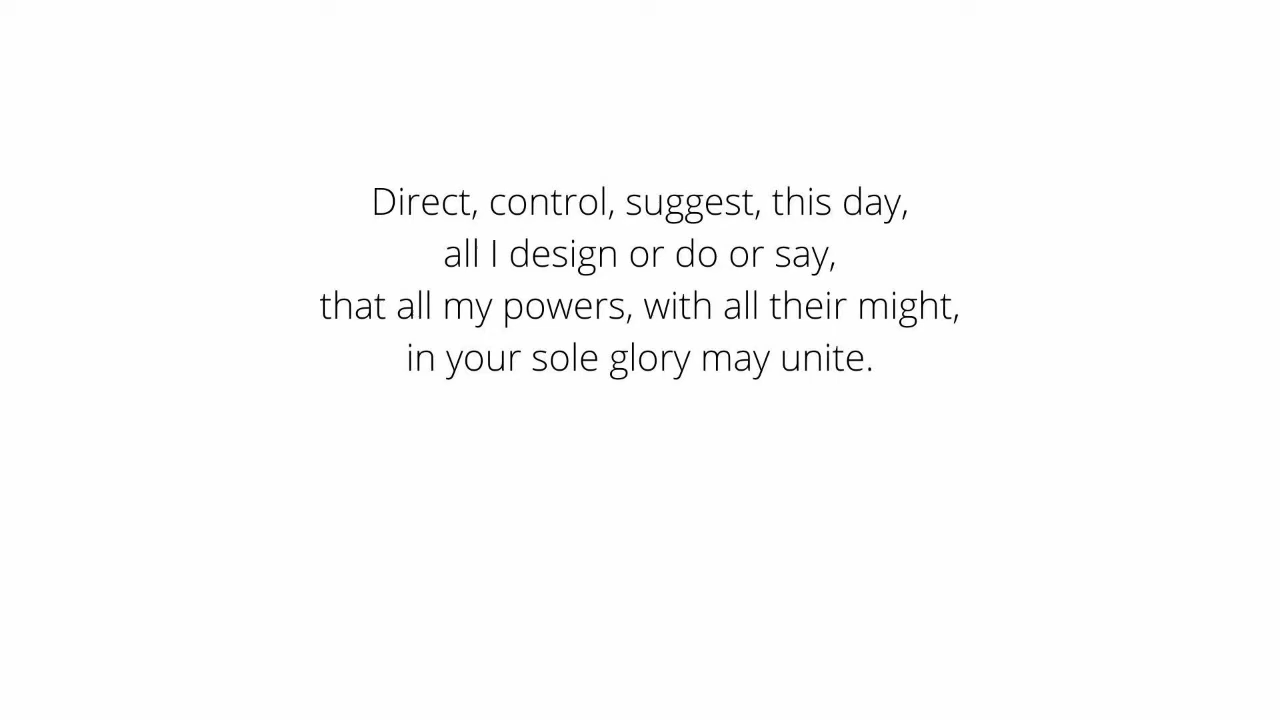 Direct, control, suggest, this day,
all I design or do or say,
that all my powers, with all their might,
in your sole glory may unite.